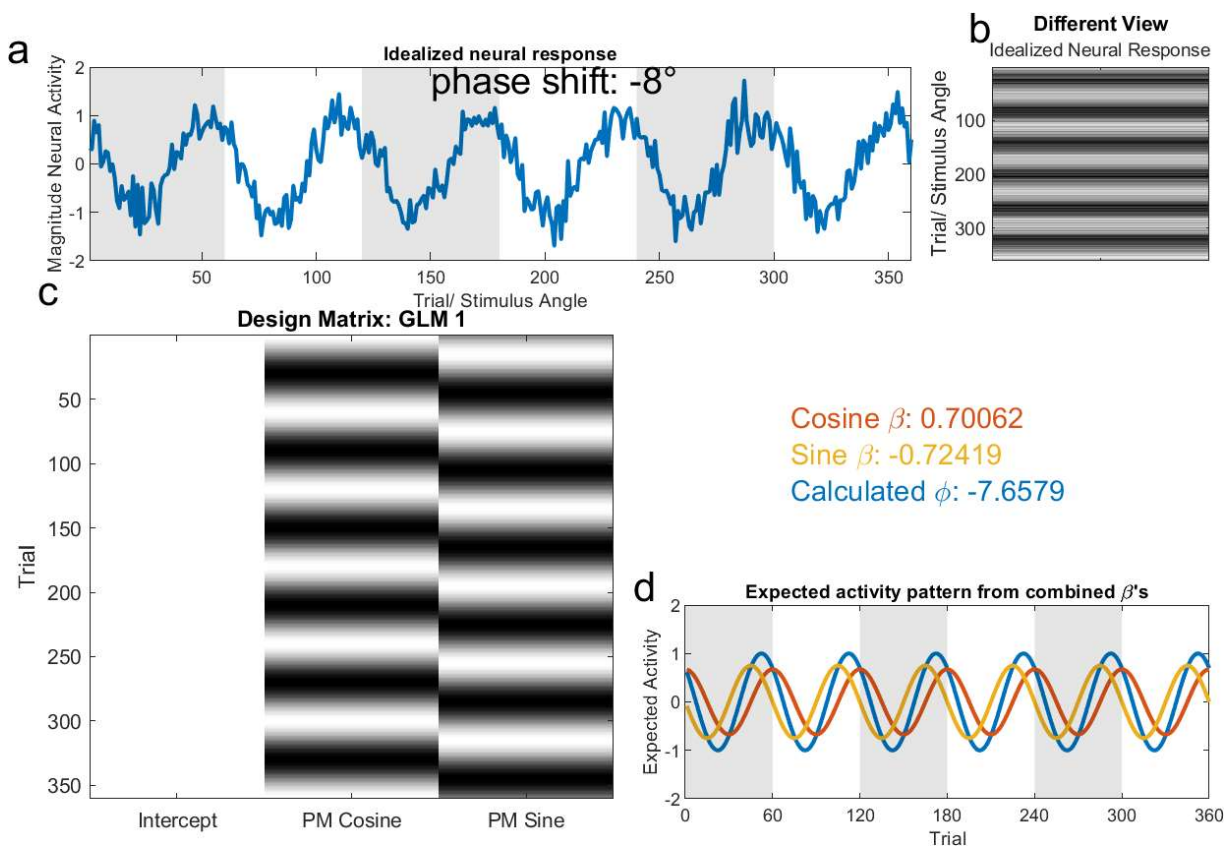 a
Idealized neural response
phase shift: -8°
Magnitude Neural Activity
2
1
0
-1
-2
50
100
150
200
250
300
350
Trial/ Stimulus Angle
b
Different View
Idealized Neural Response
Trial/ Stimulus Angle
100
200
300
c
Design Matrix: GLM 1
Trial
50
100
150
200
250
300
350
Intercept
PM Cosine
PM Sine
Cosine β: 0.70062
Sine β: -0.72419
Calculated ϕ: -7.6579
d
Expected activity pattern from combined β's
Expected Activity
2
1
0
-1
-2
0
60
120
180
240
300
360
Trial